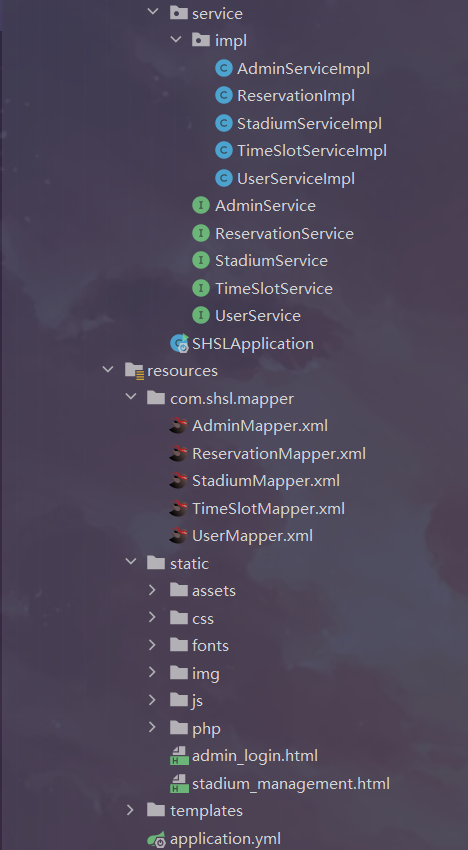 service
impl
AdminServiceImpl
ReservationImpl
StadiumServiceImpl
TimeSlotServiceImpl
UserServiceImpl
AdminService
ReservationService
StadiumService
TimeSlotService
UserService
SHSLApplication
resources
com.shsl.mapper
AdminMapper.xml
ReservationMapper.xml
StadiumMapper.xml
TimeSlotMapper.xml
UserMapper.xml
static
assets
css
fonts
img
js
php
admin_login.html
stadium_management.html
templates
application.yml